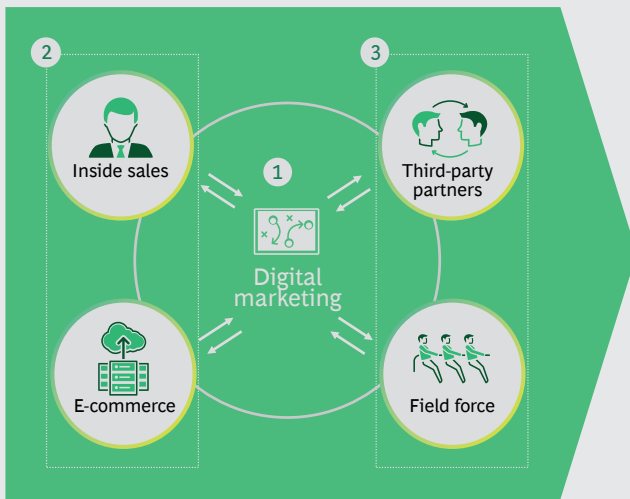 2
3
Inside sales
Third-party
partners
1
Digital
marketing
E-commerce
Field force